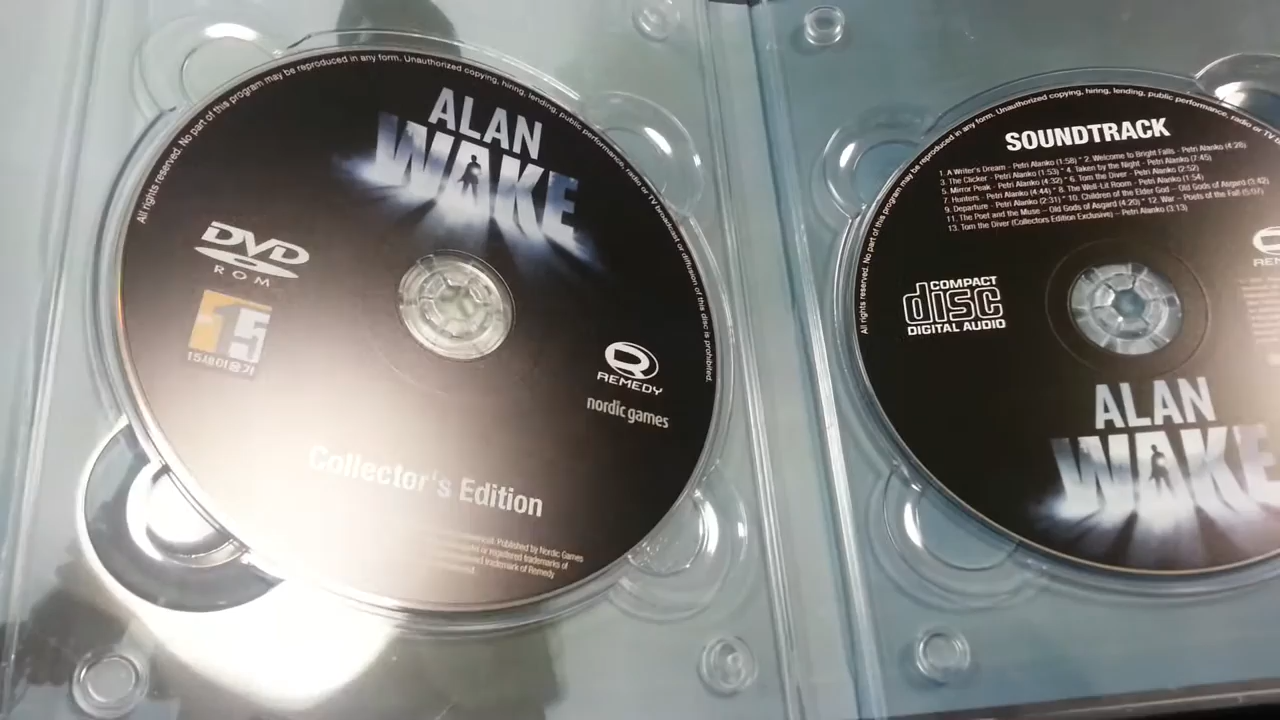 All rights reserved. No part of this program may be reproduced in any form. Unauthorized copying, hiring, lending, public performance, radio or TV broadcast or diffusion of this disc is prohibited.
ALAN
WAKE
DVD
ROM
15
15세이용가
REMEDY
nordic games
Collector's Edition
Published by Nordic Games
or registered trademarks of
trademark of Remedy
All rights reserved. No part of this program may be reproduced in any form. Unauthorized copying, hiring, lending, public performance, radio or TV
SOUNDTRACK
1. A Writer's Dream - Petri Alanko (1:58) * 2. Welcome to Bright Falls - Petri Alanko (4:26)
3. The Clicker - Petri Alanko (1:53) * 4. Taken by the Night - Petri Alanko (7:45)
5. Mirror Peak - Petri Alanko (4:32) * 6. Tom the Diver - Petri Alanko (2:52)
7. Hunters - Petri Alanko (4:44) * 8. The Well-Lit Room - Petri Alanko (1:54)
9. Departure - Petri Alanko (2:31) * 10. Children of the Elder God – Old Gods of Asgard (3:42)
11. The Poet and the Muse – Old Gods of Asgard (4:20) * 12. War - Poets of the Fall (5:07)
13. Tom the Diver (Collectors Edition Exclusive) – Petri Alanko (3:13)
COMPACT
disc
DIGITAL AUDIO
ALAN
WAKE